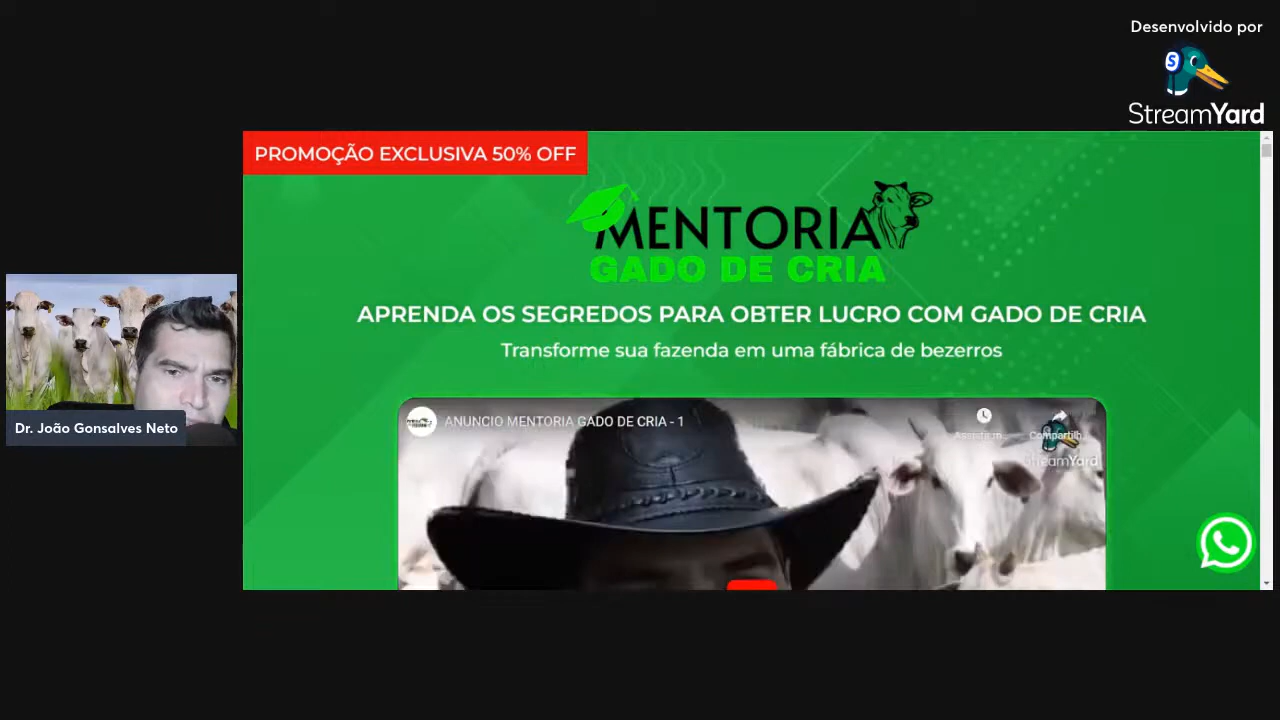 Desenvolvido por
StreamYard
PROMOÇÃO EXCLUSIVA 50% OFF
MENTORIA
GADO DE CRIA
APRENDA OS SEGREDOS PARA OBTER LUCRO COM GADO DE CRIA
Transforme sua fazenda em uma fábrica de bezerros
ANUNCIO MENTORIA GADO DE CRIA - 1
Compartilh...
StreamYard
Dr. João Gonsalves Neto